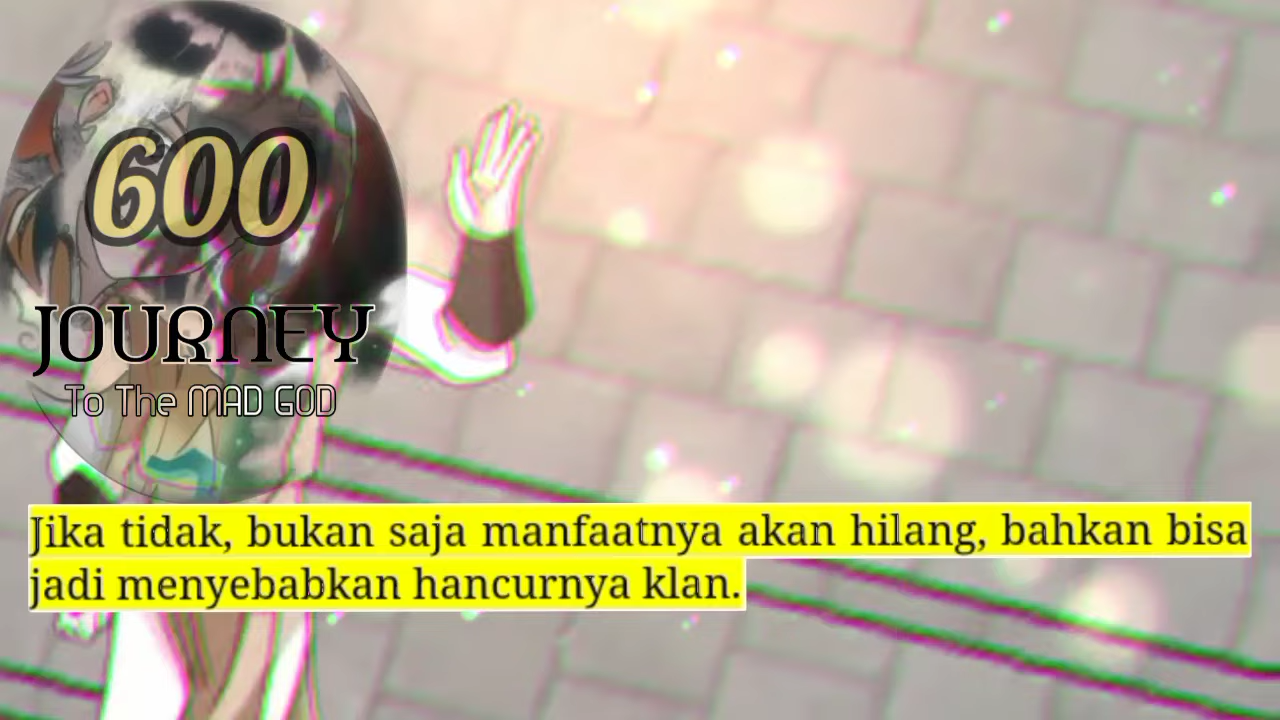 600
JOURNEY
To The MAD GOD
Jika tidak, bukan saja manfaatnya akan hilang, bahkan bisa
jadi menyebabkan hancurnya klan.